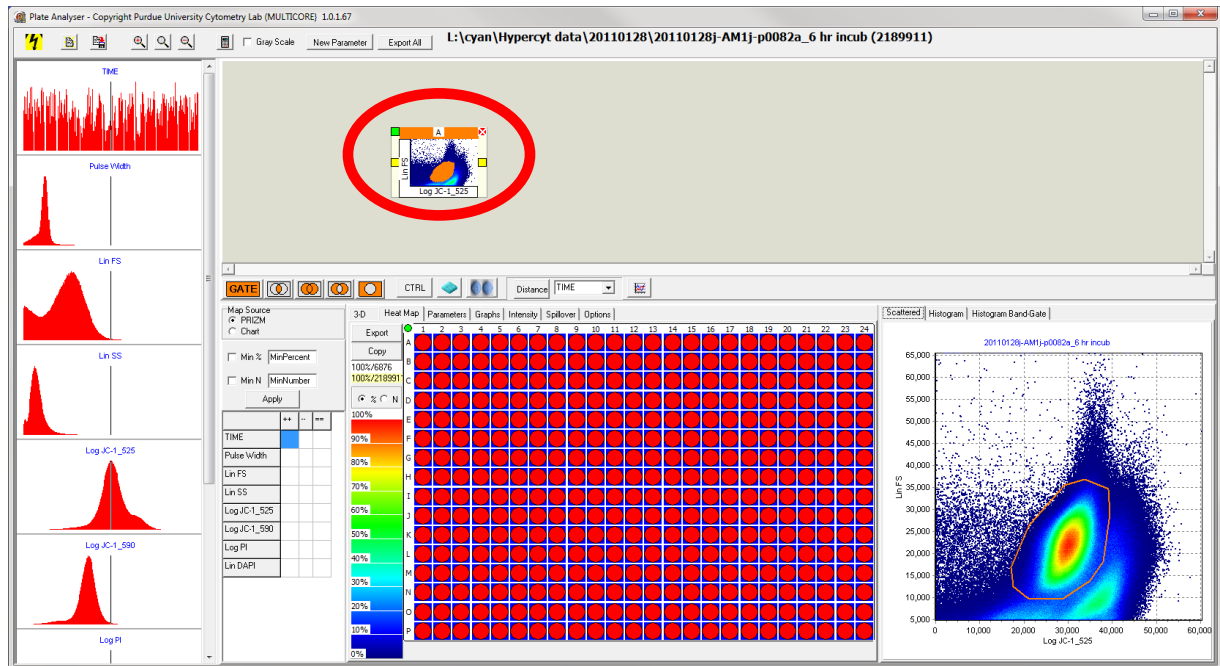 Plate Analyser - Copyright Purdue University Cytometry Lab (MULTICORE) 1.0.1.67
Gray Scale New Parameter Export All L:\cyan\Hypercyt data\20110128\20110128j-AM1j-p0082a_6 hr incub (2189911)
TIME
Pulse Width
Lin FS
Lin SS
Log JC-1_525
Log JC-1_590
Log PI
A
Lin FS
Log JC-1_525
GATE CTRL Distance TIME
Map Source
PRIZM
Chart
Min % MinPercent
Min N MinNumber
Apply
++ -- ==
TIME
Pulse Width
Lin FS
Lin SS
Log JC-1_525
Log JC-1_590
Log PI
Lin DAPI
3-D Heat Map Parameters Graphs Intensity Spillover Options
Export
Copy
100%/6876
100%/2189911
% N
100%
90%
80%
70%
60%
50%
40%
30%
20%
10%
0%
1 2 3 4 5 6 7 8 9 10 11 12 13 14 15 16 17 18 19 20 21 22 23 24
A
B
C
D
E
F
G
H
I
J
K
L
M
N
O
P
Scattered Histogram Histogram Band-Gate
20110128j-AM1j-p0082a_6 hr incub
65,000
60,000
55,000
50,000
45,000
40,000
35,000
30,000
25,000
20,000
15,000
10,000
5,000
Lin FS
0 10,000 20,000 30,000 40,000 50,000 60,000
Log JC-1_525